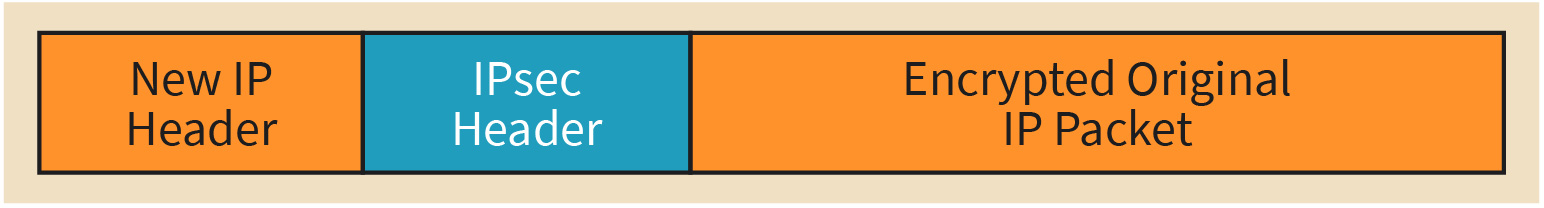 New IP
Header
IPsec
Header
Encrypted Original
IP Packet